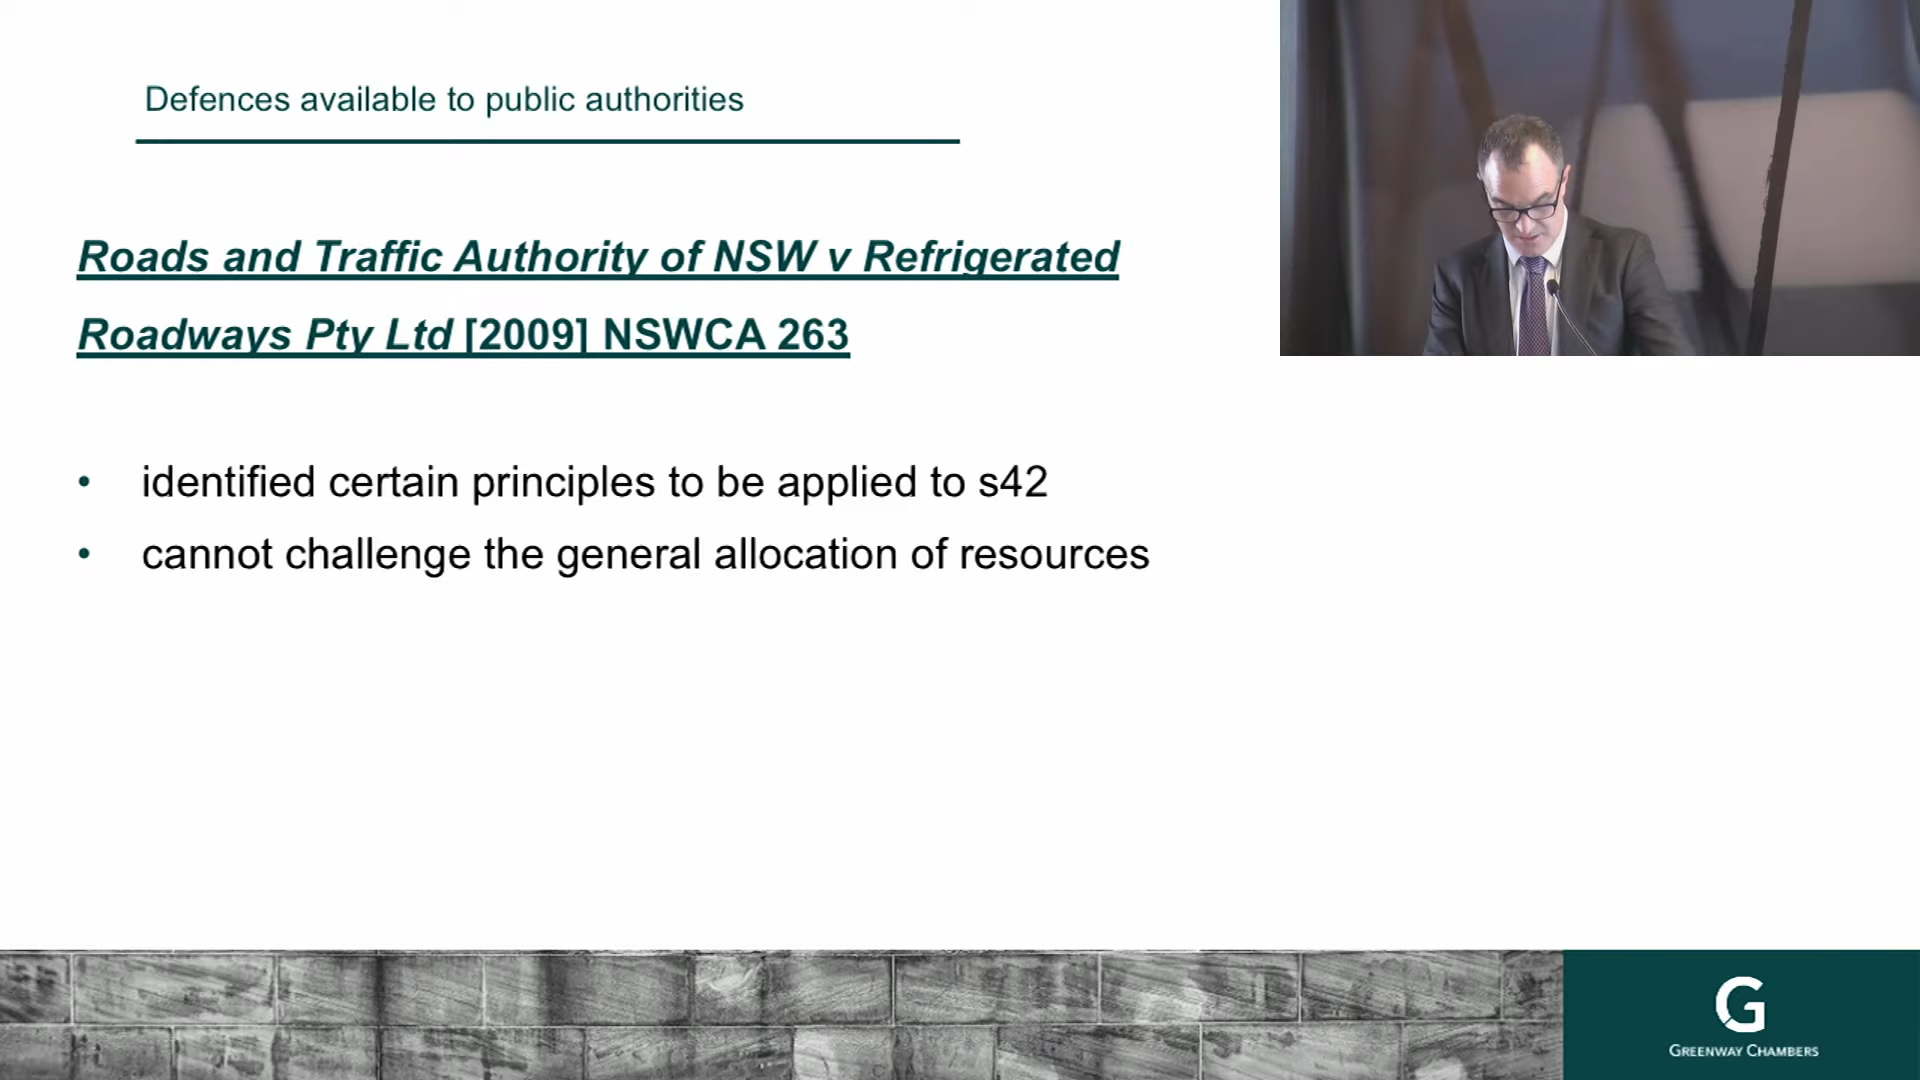 Defences available to public authorities
Roads and Traffic Authority of NSW v Refrigerated
Roadways Pty Ltd [2009] NSWCA 263
• identified certain principles to be applied to s42
• cannot challenge the general allocation of resources
G
GREENWAY CHAMBERS